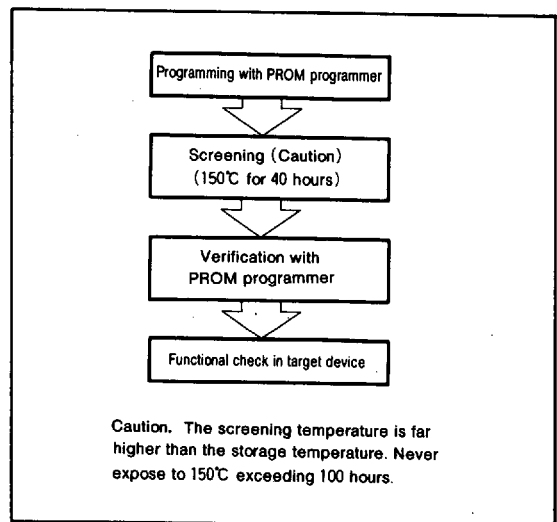 Programming with PROM programmer
Screening (Caution)
(150℃ for 40 hours)
Verification with
PROM programmer
Functional check in target device
Caution. The screening temperature is far
higher than the storage temperature. Never
expose to 150℃ exceeding 100 hours.